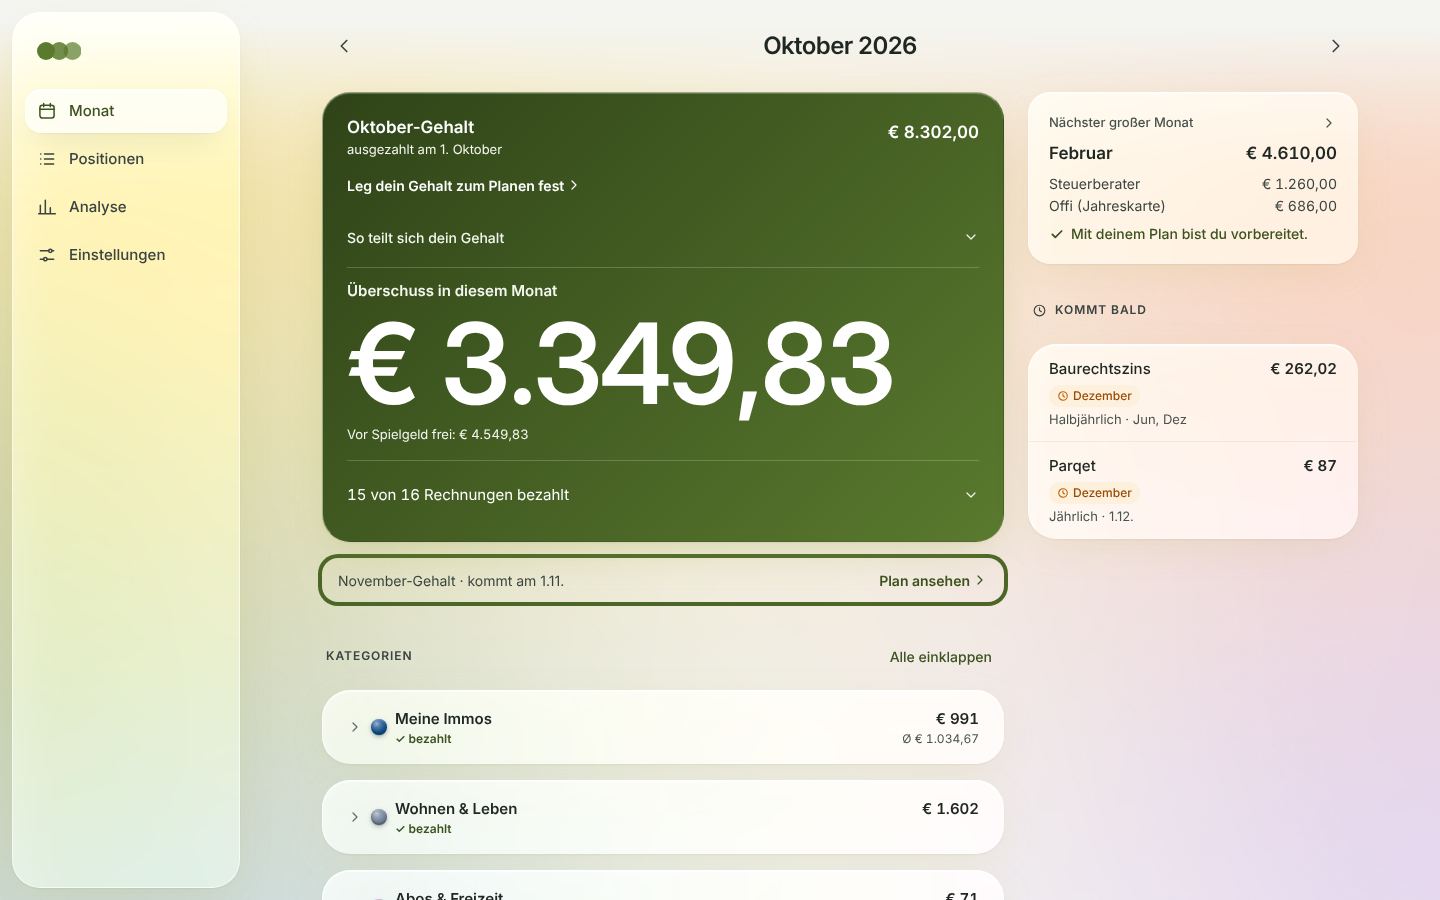 Oktober 2026
Monat
Positionen
Analyse
Einstellungen
Oktober-Gehalt
€ 8.302,00
ausgezahlt am 1. Oktober
Leg dein Gehalt zum Planen fest
So teilt sich dein Gehalt
Überschuss in diesem Monat
€ 3.349,83
Vor Spielgeld frei: € 4.549,83
15 von 16 Rechnungen bezahlt
November-Gehalt · kommt am 1.11.
Plan ansehen
KATEGORIEN
Alle einklappen
Meine Immos
€ 991
bezahlt
Ø € 1.034,67
Wohnen & Leben
€ 1.602
bezahlt
Abos & Freizeit
€ 71
Nächster großer Monat
Februar
€ 4.610,00
Steuerberater
€ 1.260,00
Offi (Jahreskarte)
€ 686,00
Mit deinem Plan bist du vorbereitet.
KOMMT BALD
Baurechtszins
€ 262,02
Dezember
Halbjährlich · Jun, Dez
Parqet
€ 87
Dezember
Jährlich · 1.12.